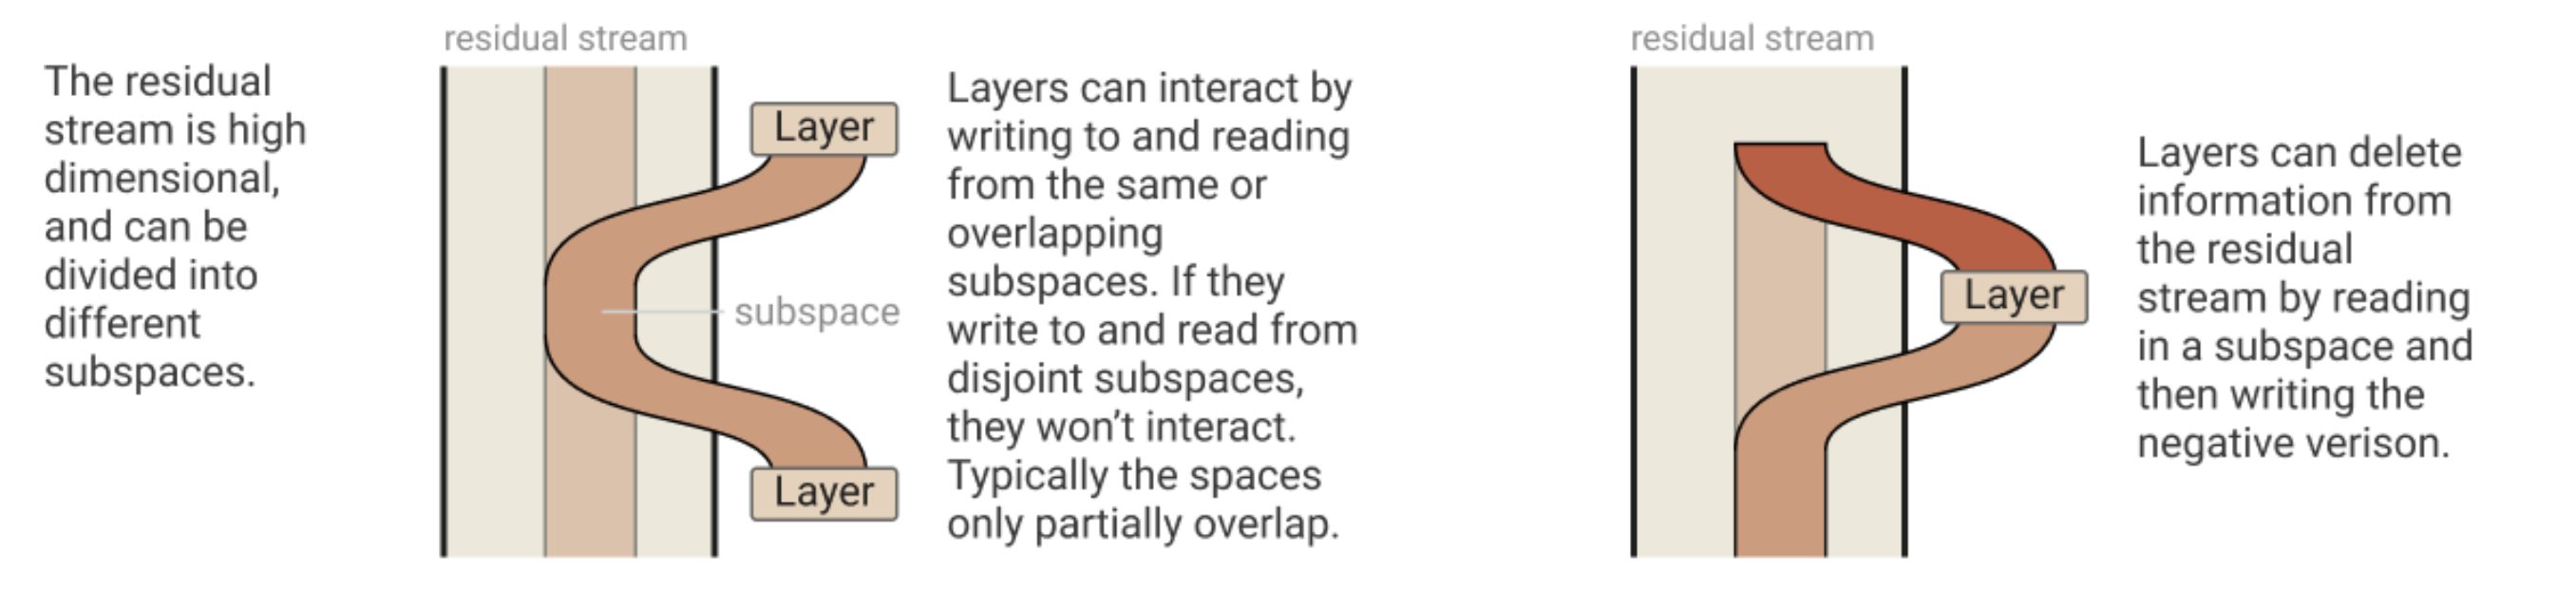 The residual
stream is high
dimensional,
and can be
divided into
different
subspaces.
residual stream
Layer
subspace
Layer
Layers can interact by
writing to and reading
from the same or
overlapping
subspaces. If they
write to and read from
disjoint subspaces,
they won't interact.
Typically the spaces
only partially overlap.
residual stream
Layer
Layers can delete
information from
the residual
stream by reading
in a subspace and
then writing the
negative verison.